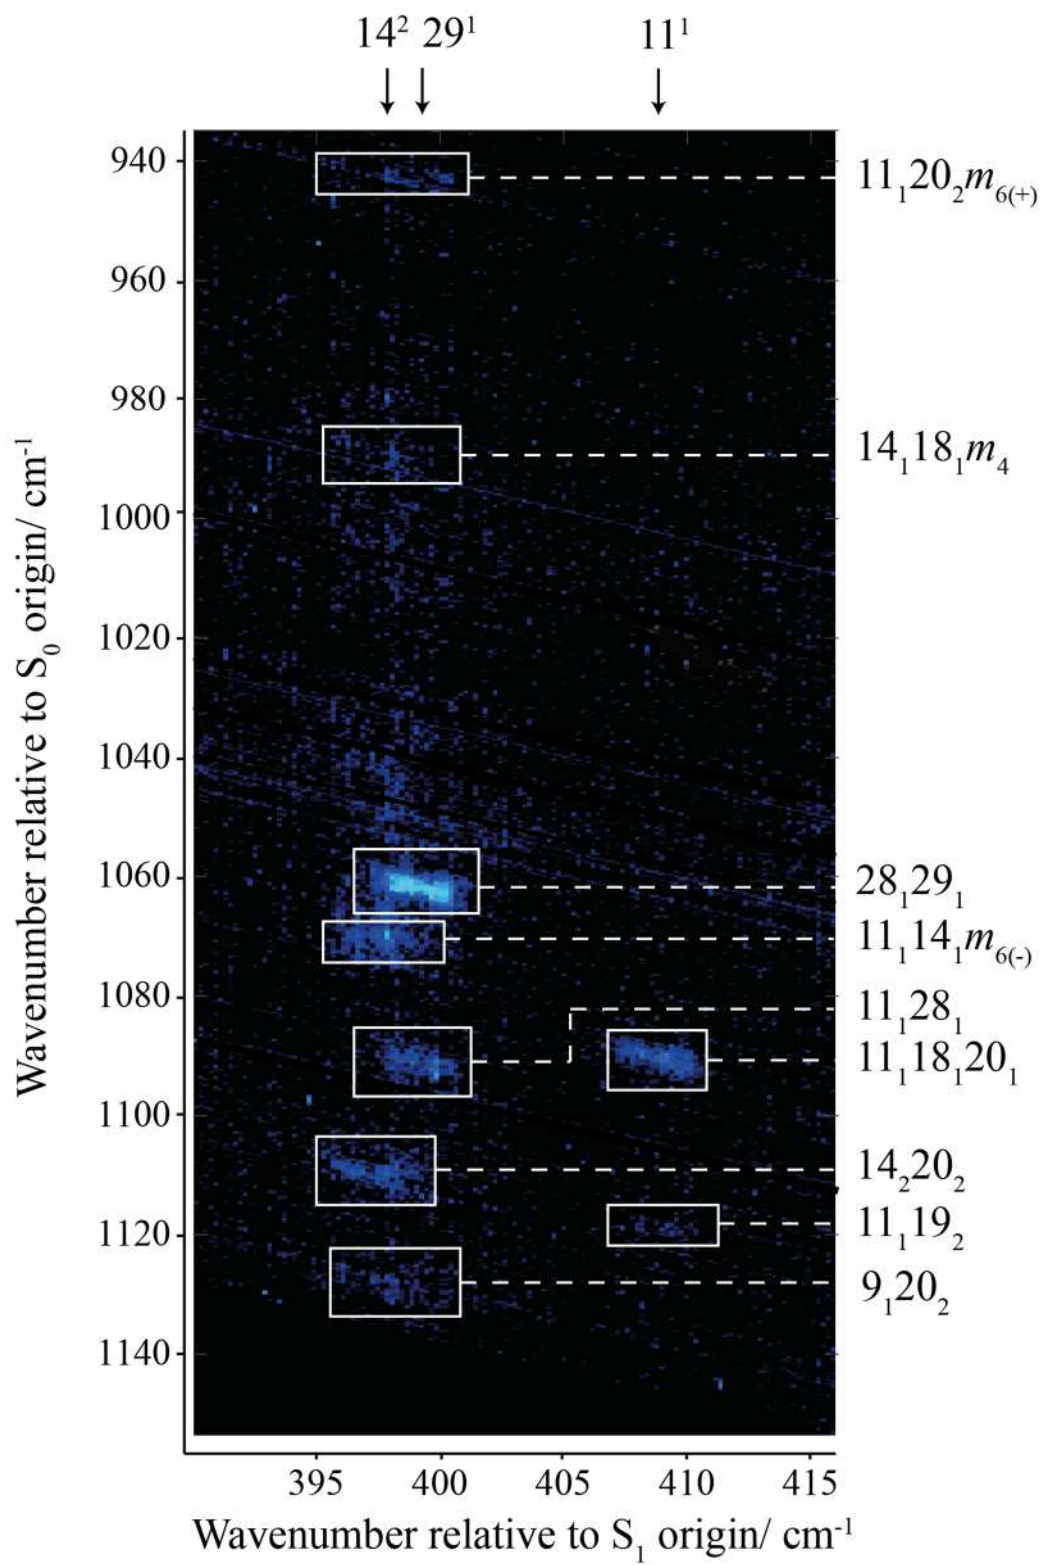 14² 29¹ 11¹
940
960
980
1000
1020
1040
1060
1080
1100
1120
1140
Wavenumber relative to S₀ origin/ cm⁻¹
11₁20₂m₆₍₊₎
14₁18₁m₄
28₁29₁
11₁14₁m₆₍₋₎
11₁28₁
11₁18₁20₁
14₂20₂
11₁19₂
9₁20₂
395 400 405 410 415
Wavenumber relative to S₁ origin/ cm⁻¹